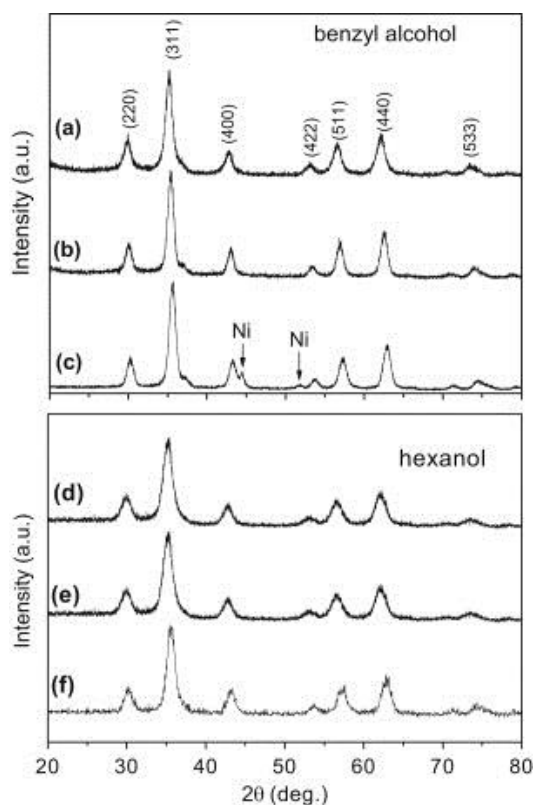 benzyl alcohol
(220)
(311)
(400)
(422)
(511)
(440)
(533)
(a)
(b)
(c)
Ni
Ni
Intensity (a.u.)
hexanol
(d)
(e)
(f)
Intensity (a.u.)
20 30 40 50 60 70 80
2θ (deg.)